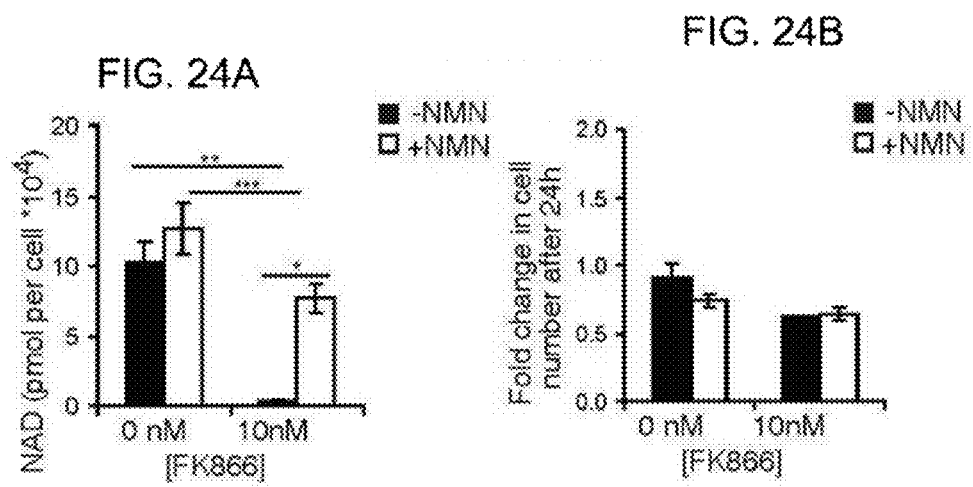 FIG. 24A
-NMN
+NMN
NAD (pmol per cell *10⁴)
20
15
10
5
0
**
***
*
0 nM
10nM
[FK866]
FIG. 24B
-NMN
+NMN
Fold change in cell
number after 24h
2.0
1.5
1.0
0.5
0.0
0 nM
10nM
[FK866]